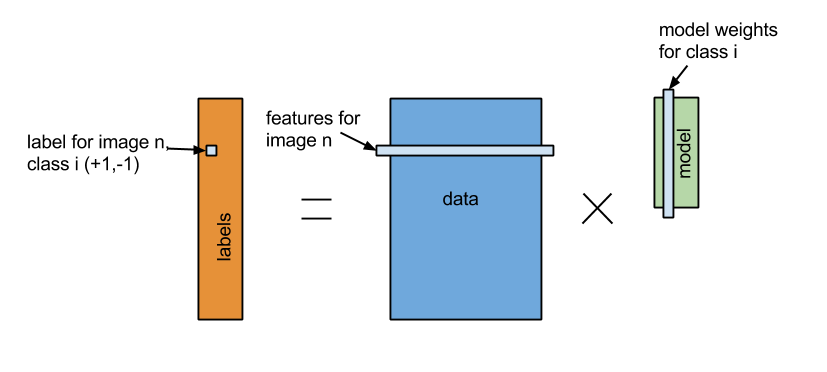 model weights
for class i
features for
image n
label for image n,
class i (+1,-1)
labels
=
data
×
model